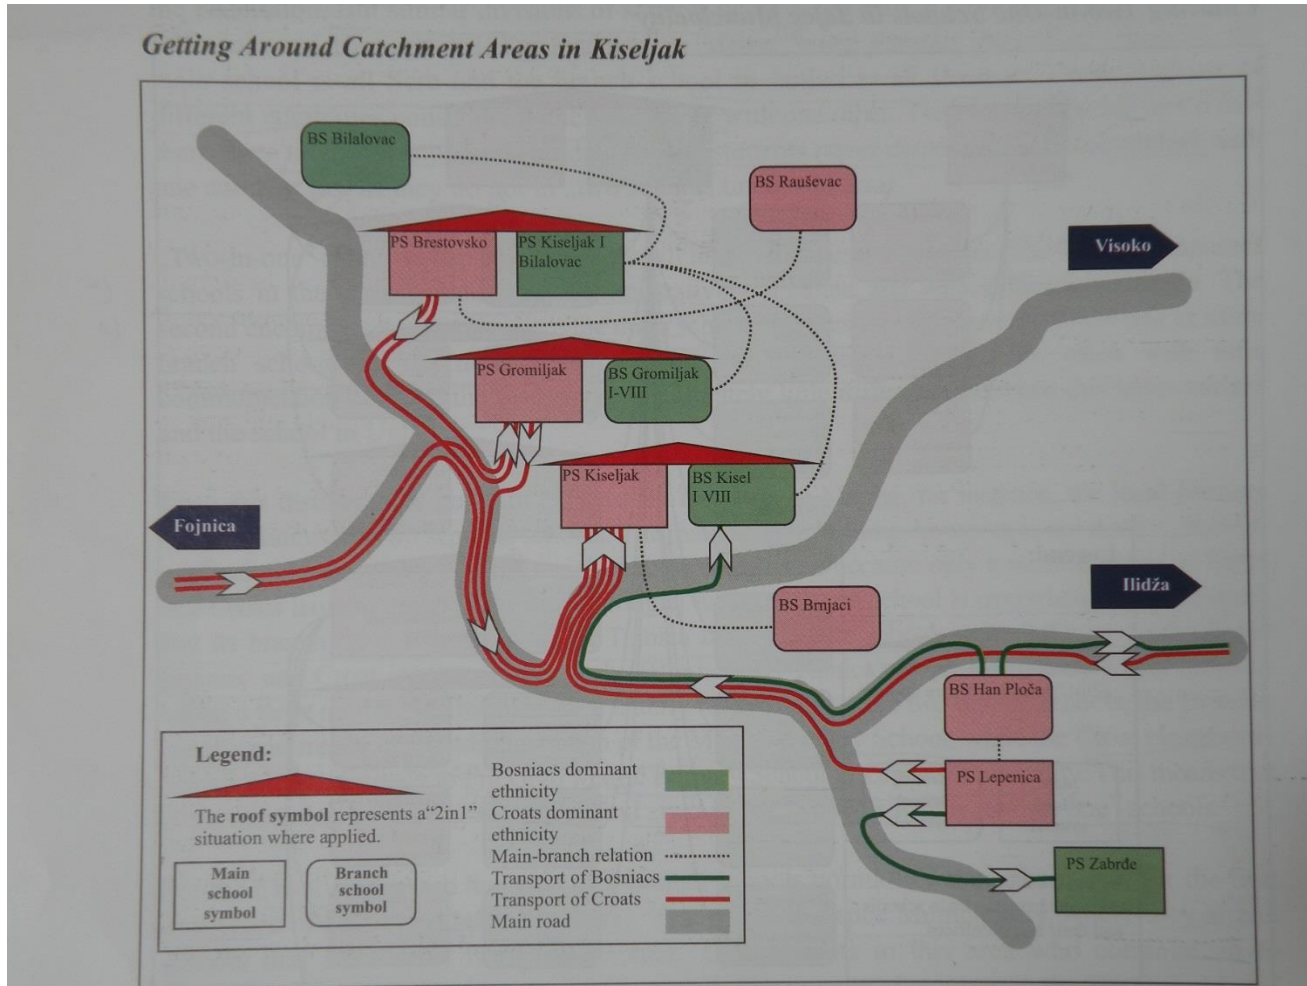 Getting Around Catchment Areas in Kiseljak
BS Bilalovac
BS Rauševac
PS Brestovsko
PS Kiseljak I
Bilalovac
Visoko
PS Gromiljak
BS Gromiljak
I-VIII
PS Kiseljak
BS Kisel
I VIII
Fojnica
Ilidža
BS Brnjaci
BS Han Ploča
PS Lepenica
PS Zabrđe
Legend:
The roof symbol represents a“2in1”
situation where applied.
Main
school
symbol
Branch
school
symbol
Bosniacs dominant
ethnicity
Croats dominant
ethnicity
Main-branch relation
Transport of Bosniacs
Transport of Croats
Main road